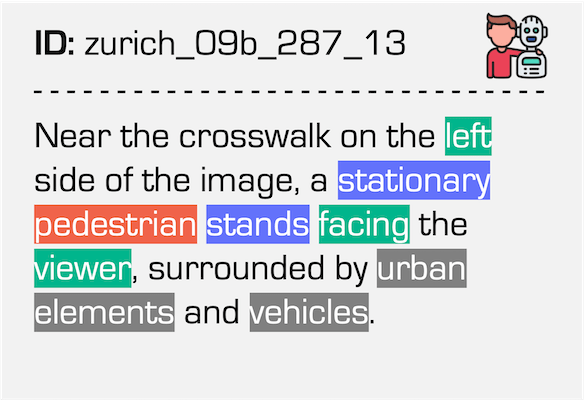 ID: zurich_09b_287_13
Near the crosswalk on the left
side of the image, a stationary
pedestrian stands facing the
viewer, surrounded by urban
elements and vehicles.